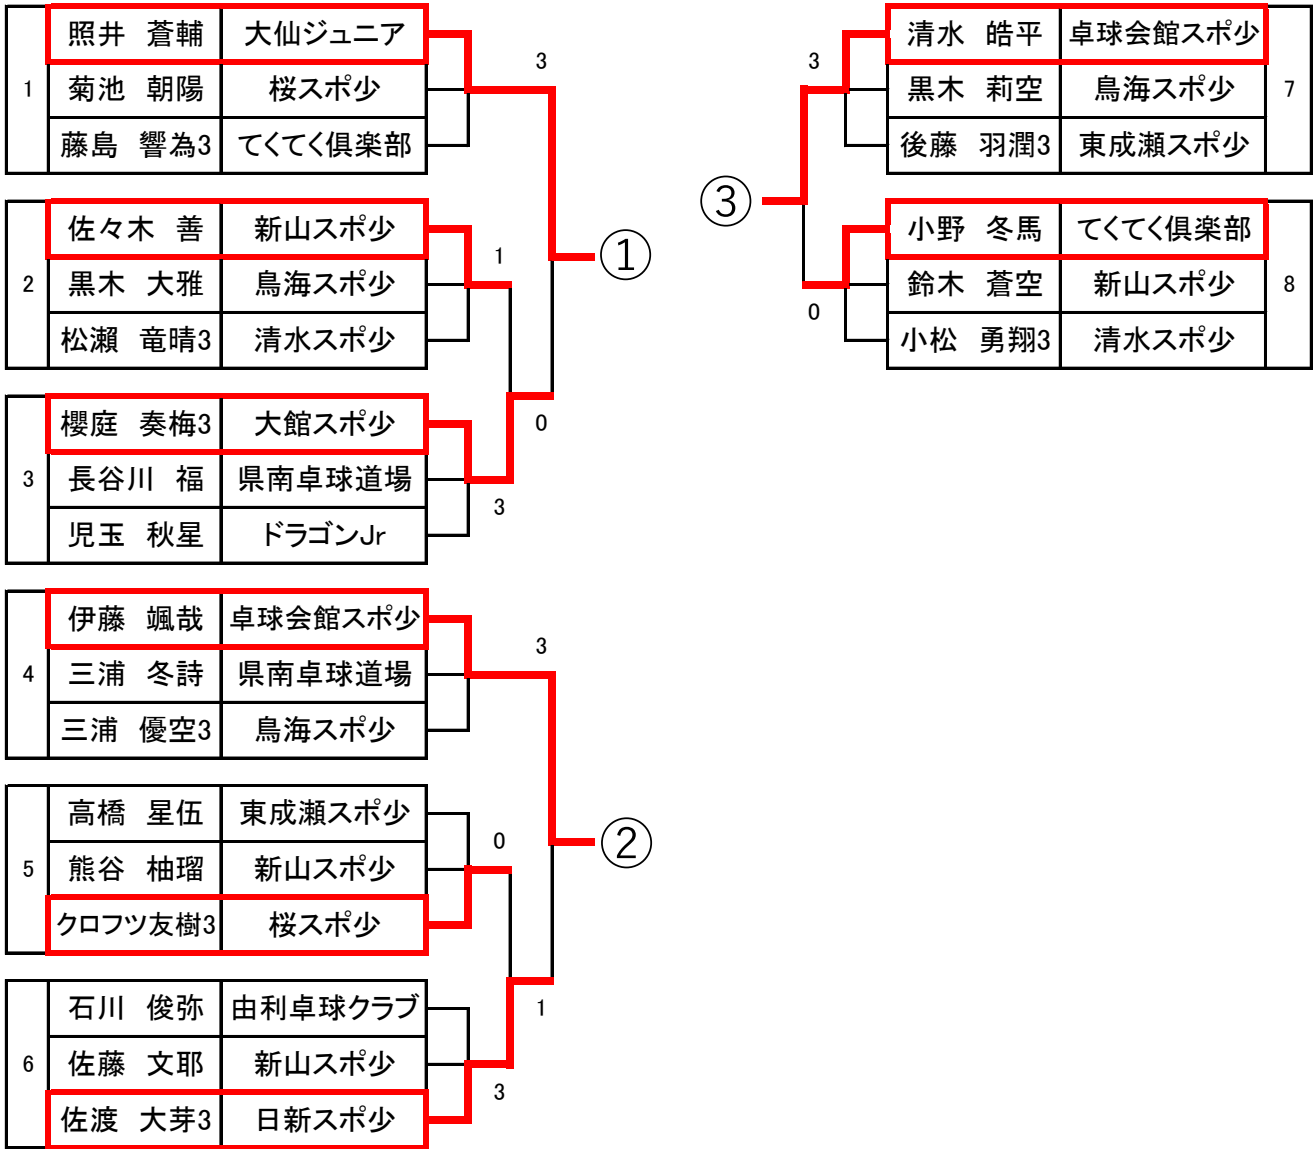 1
照井 蒼輔 大仙ジュニア
菊池 朝陽 桜スポ少
藤島 響為3 てくてく倶楽部
3
2
佐々木 善 新山スポ少
黒木 大雅 鳥海スポ少
松瀬 竜晴3 清水スポ少
1
①
3
櫻庭 奏梅3 大館スポ少
長谷川 福 県南卓球道場
児玉 秋星 ドラゴンJr
0
3
4
伊藤 颯哉 卓球会館スポ少
三浦 冬詩 県南卓球道場
三浦 優空3 鳥海スポ少
3
5
高橋 星伍 東成瀬スポ少
熊谷 柚瑠 新山スポ少
クロフツ友樹3 桜スポ少
0
②
6
石川 俊弥 由利卓球クラブ
佐藤 文耶 新山スポ少
佐渡 大芽3 日新スポ少
1
3
3
清水 皓平 卓球会館スポ少
黒木 莉空 鳥海スポ少
後藤 羽潤3 東成瀬スポ少
7
③
小野 冬馬 てくてく倶楽部
鈴木 蒼空 新山スポ少
小松 勇翔3 清水スポ少
8
0